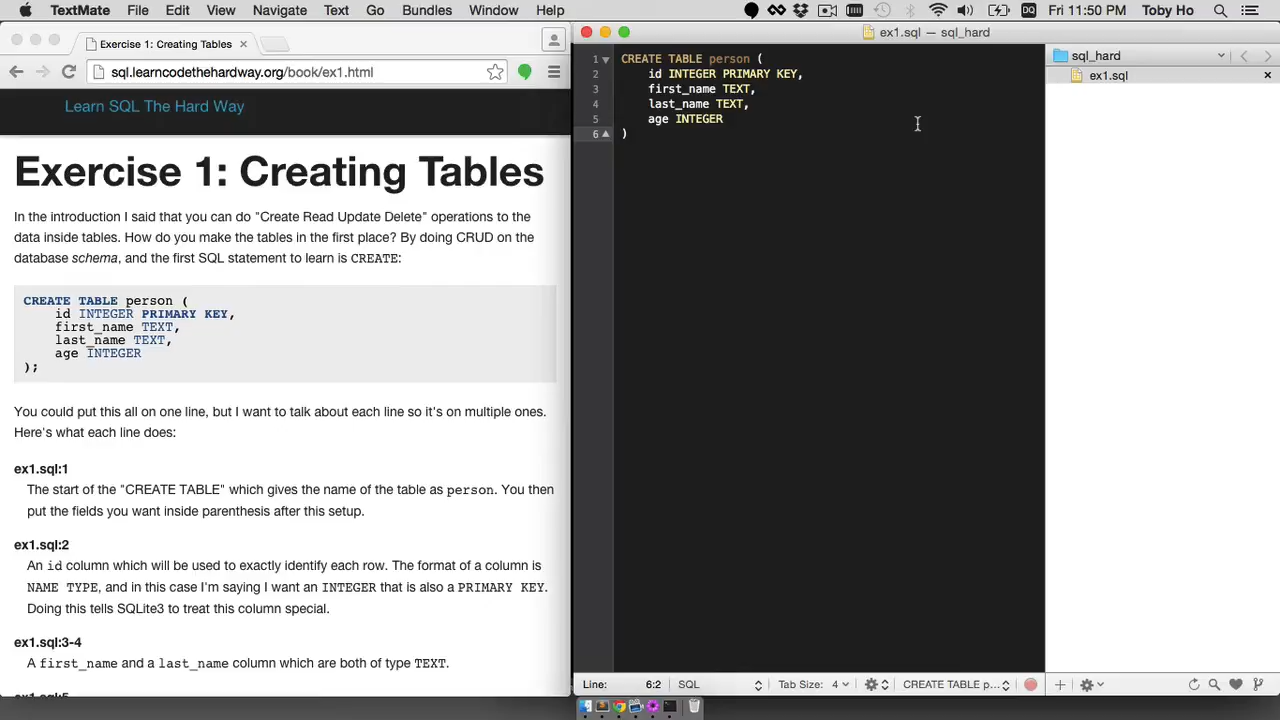 TextMate File Edit View Navigate Text Go Bundles Window Help DQ Fri 11:50 PM Toby Ho
Exercise 1: Creating Tables
sql.learncodethehardway.org/book/ex1.html
Learn SQL The Hard Way
Exercise 1: Creating Tables
In the introduction I said that you can do "Create Read Update Delete" operations to the
data inside tables. How do you make the tables in the first place? By doing CRUD on the
database schema, and the first SQL statement to learn is CREATE:
CREATE TABLE person (
id INTEGER PRIMARY KEY,
first_name TEXT,
last_name TEXT,
age INTEGER
);
You could put this all on one line, but I want to talk about each line so it's on multiple ones.
Here's what each line does:
ex1.sql:1
The start of the "CREATE TABLE" which gives the name of the table as person. You then
put the fields you want inside parenthesis after this setup.
ex1.sql:2
An id column which will be used to exactly identify each row. The format of a column is
NAME TYPE, and in this case I'm saying I want an INTEGER that is also a PRIMARY KEY.
Doing this tells SQLite3 to treat this column special.
ex1.sql:3-4
A first_name and a last_name column which are both of type TEXT.
ex1.sql:5
ex1.sql — sql_hard
1 CREATE TABLE person (
2 id INTEGER PRIMARY KEY,
3 first_name TEXT,
4 last_name TEXT,
5 age INTEGER
6 )
Line: 6:2 SQL Tab Size: 4 CREATE TABLE p...
sql_hard
ex1.sql